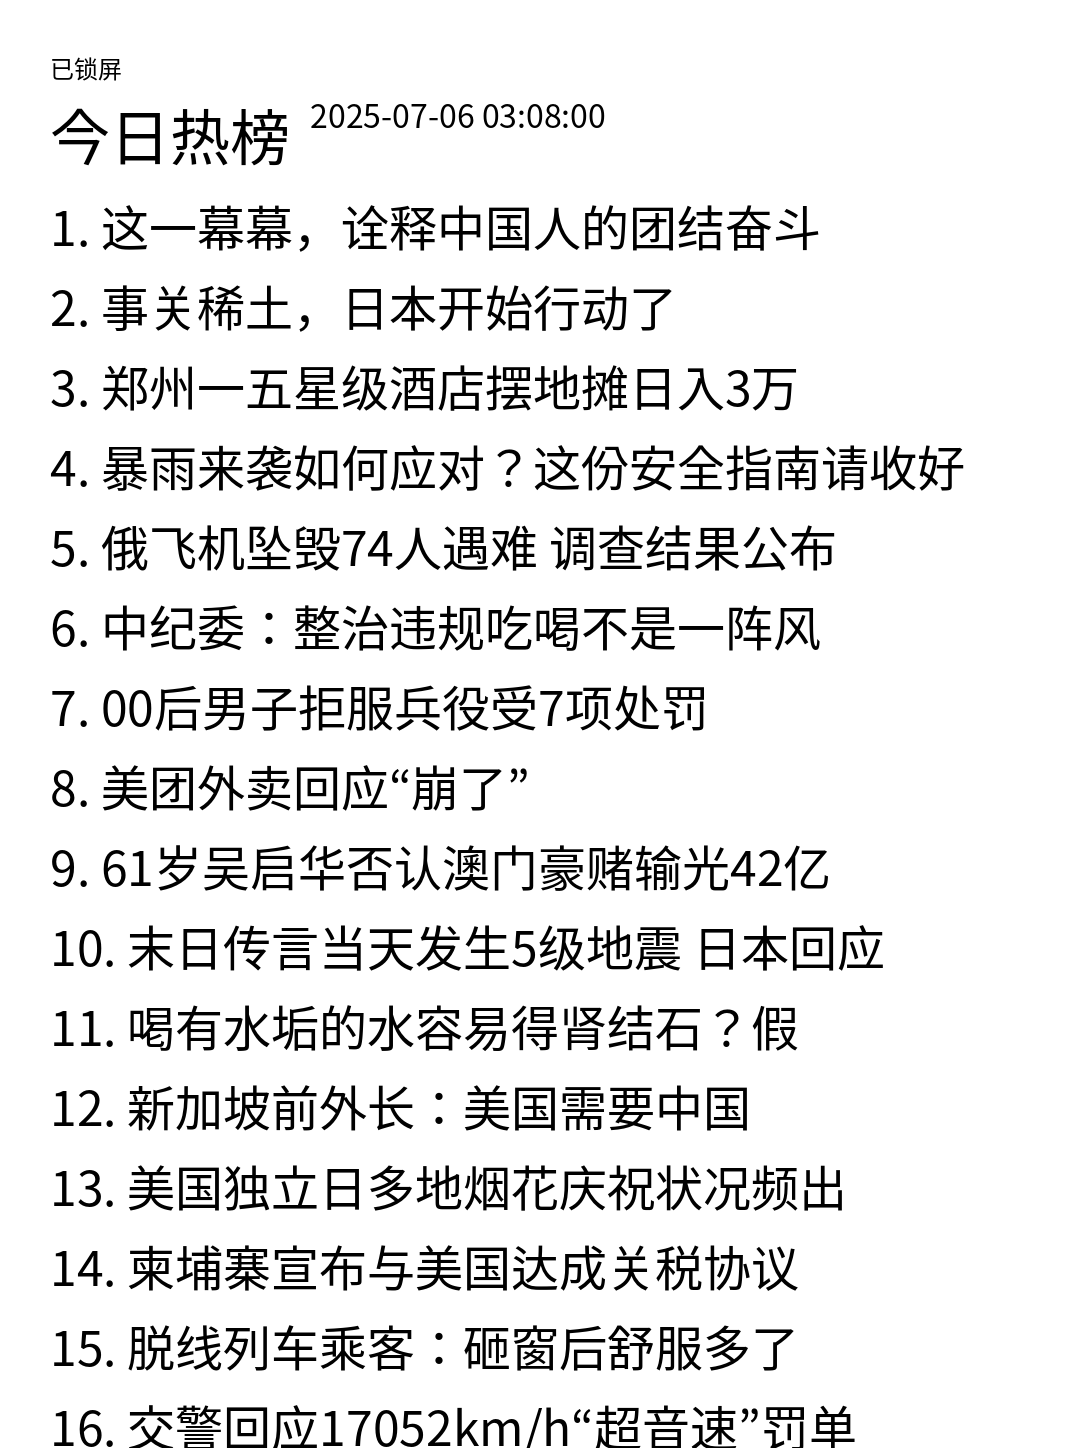 已锁屏
今日热榜 2025-07-06 03:08:00
1. 这一幕幕，诠释中国人的团结奋斗
2. 事关稀土，日本开始行动了
3. 郑州一五星级酒店摆地摊日入3万
4. 暴雨来袭如何应对？这份安全指南请收好
5. 俄飞机坠毁74人遇难 调查结果公布
6. 中纪委：整治违规吃喝不是一阵风
7. 00后男子拒服兵役受7项处罚
8. 美团外卖回应“崩了”
9. 61岁吴启华否认澳门豪赌输光42亿
10. 末日传言当天发生5级地震 日本回应
11. 喝有水垢的水容易得肾结石？假
12. 新加坡前外长：美国需要中国
13. 美国独立日多地烟花庆祝状况频出
14. 柬埔寨宣布与美国达成关税协议
15. 脱线列车乘客：砸窗后舒服多了
16. 交警回应17052km/h“超音速”罚单